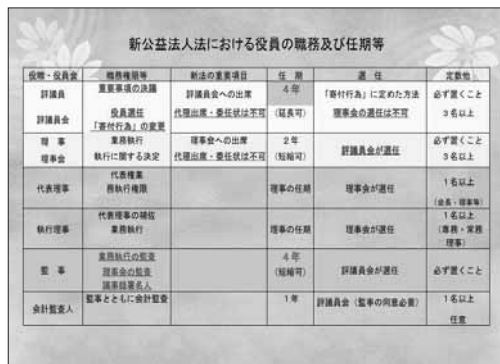 新公益法人法における役員の職務及び任期等
役職・役員会 職務権限等 新法の重要項目 任 期 選 任 定数他
評議員 重要事項の決議 評議員会への出席 4年 「寄付行為」に定めた方法 必ず置くこと
評議員会 役員選任 代理出席・委任状は不可 (延長可) 理事会の選任は不可 3名以上
「寄付行為」の変更
理 事 業務執行 理事会への出席 2年 評議員会が選任 必ず置くこと
理事会 執行に関する決定 代理出席・委任状は不可 (短縮可) 3名以上
代表理事 代表権業 理事の任期 理事会が選任 1名以上
務執行権限 (会長・理事等)
執行理事 代表理事の補佐 理事の任期 理事会が選任 1名以上
業務執行 (専務・常務
理事)
監 事 業務執行の監査 4年 評議員会が選任 必ず置くこと
理事会の監査 (短縮可)
議事録署名人
会計監査人 監事とともに会計監査 1年 評議員会(監事の同意必要) 1名以上
任意